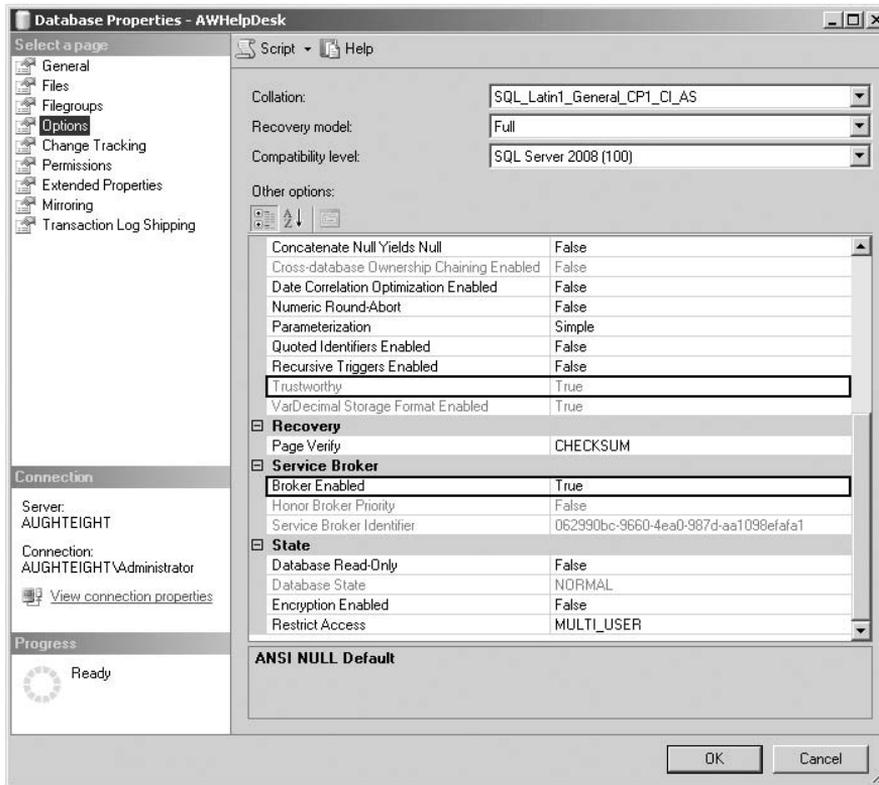 Database Properties - AWHelpDesk
Select a page
General
Files
Filegroups
Options
Change Tracking
Permissions
Extended Properties
Mirroring
Transaction Log Shipping
Connection
Server:
AUGHTEIGHT
Connection:
AUGHTEIGHT\Administrator
View connection properties
Progress
Ready
Script Help
Collation: SQL_Latin1_General_CP1_CI_AS
Recovery model: Full
Compatibility level: SQL Server 2008 (100)
Other options:
Concatenate Null Yields Null False
Cross-database Ownership Chaining Enabled False
Date Correlation Optimization Enabled False
Numeric Round-Abort False
Parameterization Simple
Quoted Identifiers Enabled False
Recursive Triggers Enabled False
Trustworthy True
VarDecimal Storage Format Enabled True
Recovery
Page Verify CHECKSUM
Service Broker
Broker Enabled True
Honor Broker Priority False
Service Broker Identifier 062990bc-9660-4ea0-987d-aa1098efafa1
State
Database Read-Only False
Database State NORMAL
Encryption Enabled False
Restrict Access MULTI_USER
ANSI NULL Default
OK Cancel